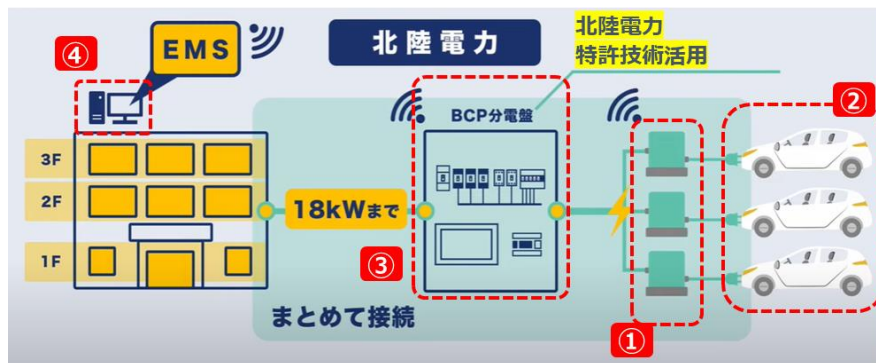 ④
EMS
北陸電力
北陸電力
特許技術活用
BCP分電盤
②
3F
2F
1F
18kWまで
③
まとめて接続
①